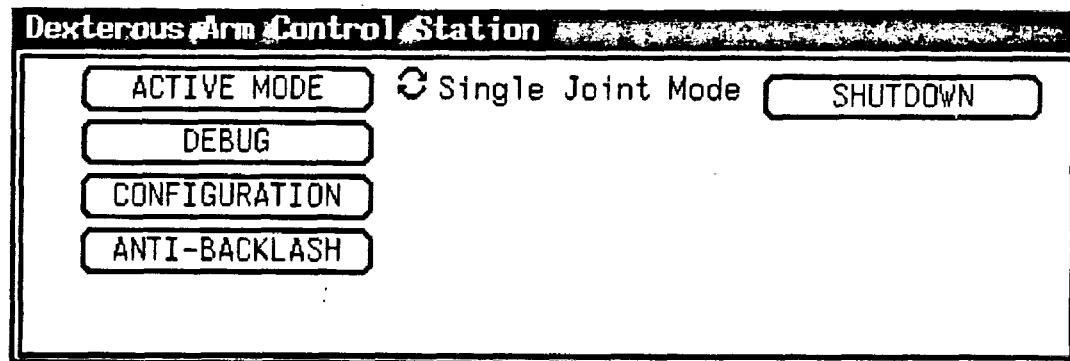 Dexterous Arm Control Station
ACTIVE MODE Single Joint Mode SHUTDOWN
DEBUG
CONFIGURATION
ANTI-BACKLASH